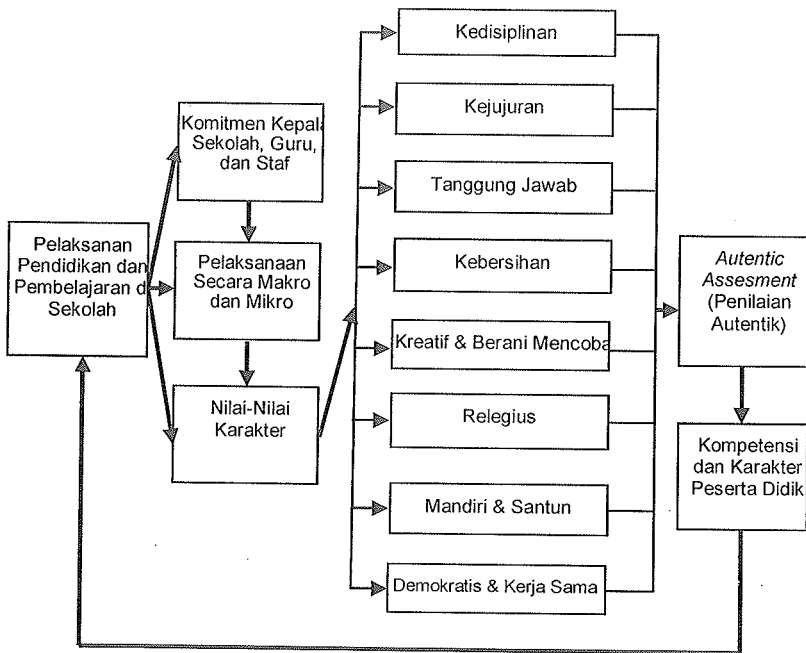 Pelaksanan
Pendidikan dan
Pembelajaran d
Sekolah
Komitmen Kepala
Sekolah, Guru,
dan Staf
Pelaksanaan
Secara Makro
dan Mikro
Nilai-Nilai
Karakter
Kedisiplinan
Kejujuran
Tanggung Jawab
Kebersihan
Kreatif & Berani Mencoba
Relegius
Mandiri & Santun
Demokratis & Kerja Sama
Autentic
Assesment
(Penilaian
Autentik)
Kompetensi
dan Karakter
Peserta Didik